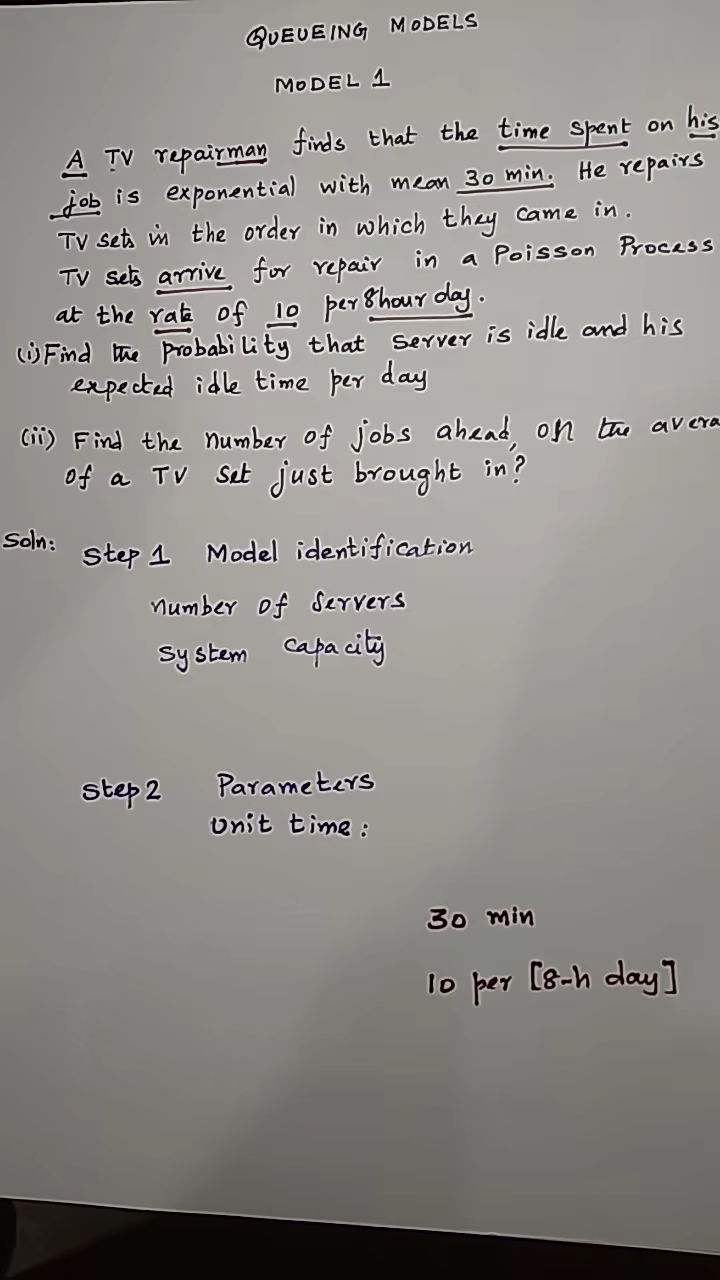 QUEUEING MODELS
MODEL 1
A TV repairman finds that the time spent on his
job is exponential with mean 30 min. He repairs
TV sets in the order in which they came in.
TV sets arrive for repair in a Poisson Process
at the rate of 10 per 8hour day.
(i) Find the probability that server is idle and his
expected idle time per day
(ii) Find the number of jobs ahead, on the avera
of a TV set just brought in?
Soln: Step 1 Model identification
number of servers
System capacity
Step 2 Parameters
Unit time:
30 min
10 per [8-h day]